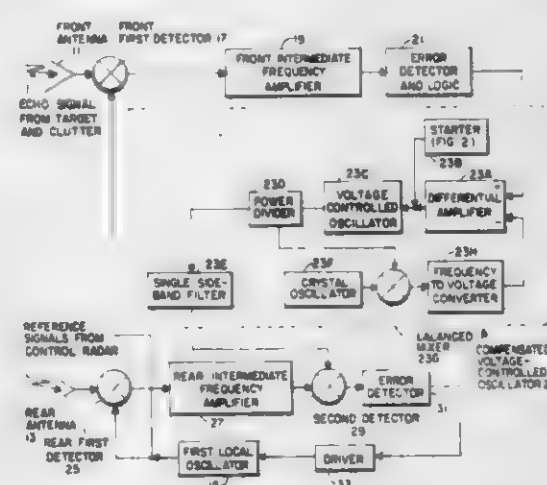 FRONT
ANTENNA
11
FRONT
FIRST DETECTOR 17
19
FRONT INTERMEDIATE
FREQUENCY
AMPLIFIER
21
ERROR
DETECTOR
AND LOGIC
ECHO SIGNAL
FROM TARGET
AND CLUTTER
STARTER
(FIG 2)
23B
23A
DIFFERENTIAL
AMPLIFIER
+
-
23C
VOLTAGE
CONTROLLED
OSCILLATOR
23D
POWER
DIVIDER
23E
SINGLE SIDE-
BAND FILTER
23F
CRYSTAL
OSCILLATOR
23H
FREQUENCY
TO VOLTAGE
CONVERTER
BALANCED
MIXER
23G
COMPENSATED
VOLTAGE-
CONTROLLED
OSCILLATOR
REFERENCE
SIGNALS FROM
CONTROL RADAR
REAR INTERMEDIATE
FREQUENCY
AMPLIFIER
27
ERROR
DETECTOR
31
SECOND DETECTOR
29
REAR
ANTENNA
13
REAR FIRST
DETECTOR
25
FIRST LOCAL
OSCILLATOR
DRIVER
33